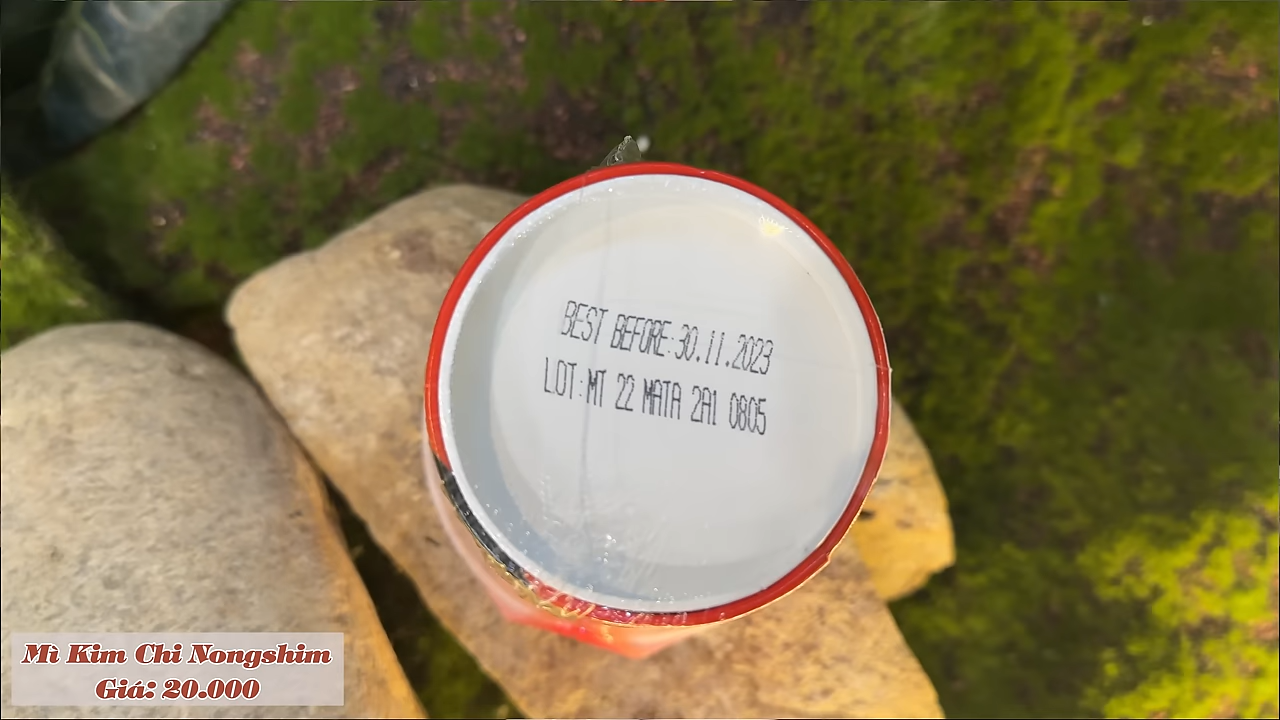 BEST BEFORE:30.11.2023
LOT:MT 22 MATA 2A1 0805
Mì Kim Chi Nongshim
Giá: 20.000